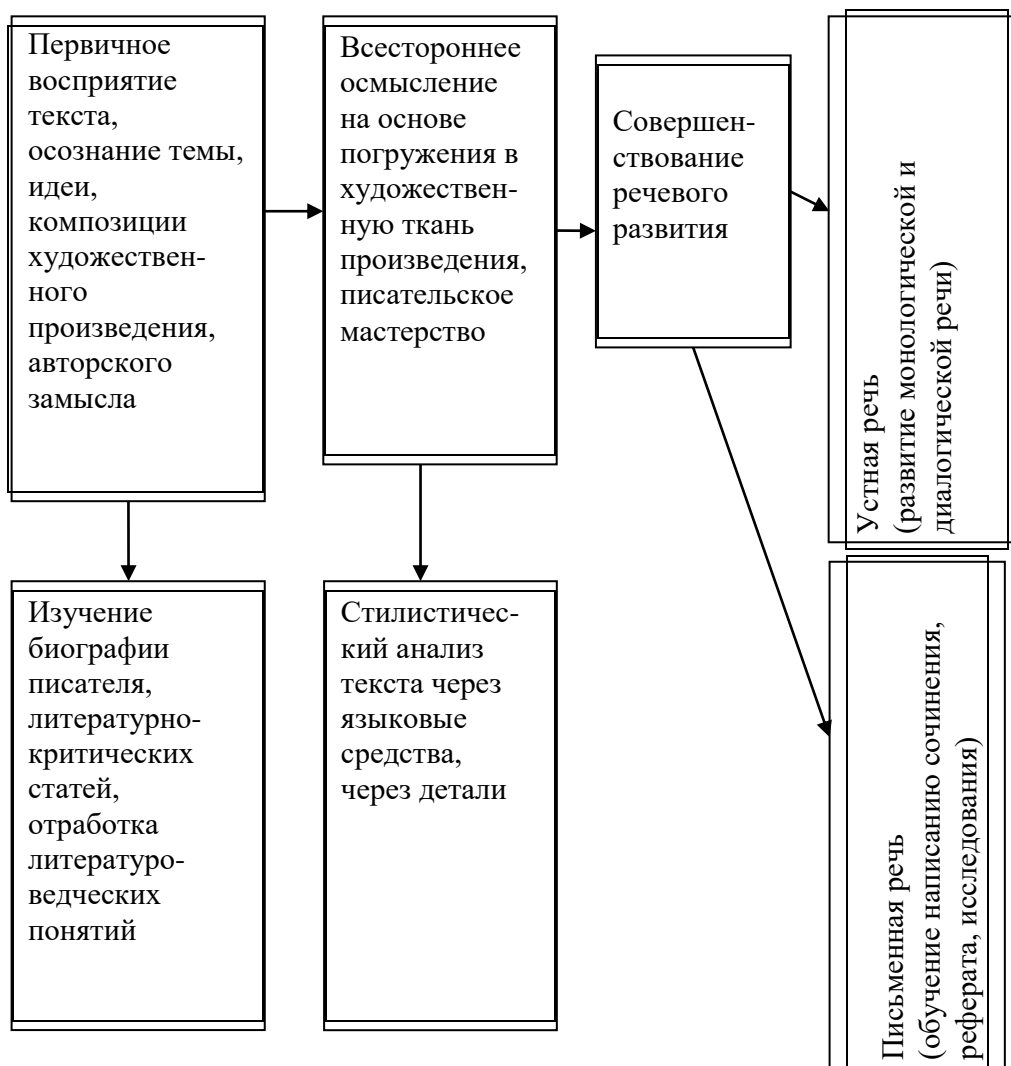 Первичное
восприятие
текста,
осознание темы,
идеи,
композиции
художествен-
ного
произведения,
авторского
замысла
Всестороннее
осмысление
на основе
погружения в
художествен-
ную ткань
произведения,
писательское
мастерство
Совершен-
ствование
речевого
развития
Устная речь
(развитие монологической и
диалогической речи)
Изучение
биографии
писателя,
литературно-
критических
статей,
отработка
литературо-
ведческих
понятий
Стилистичес-
кий анализ
текста через
языковые
средства,
через детали
Письменная речь
(обучение написанию сочинения,
реферата, исследования)